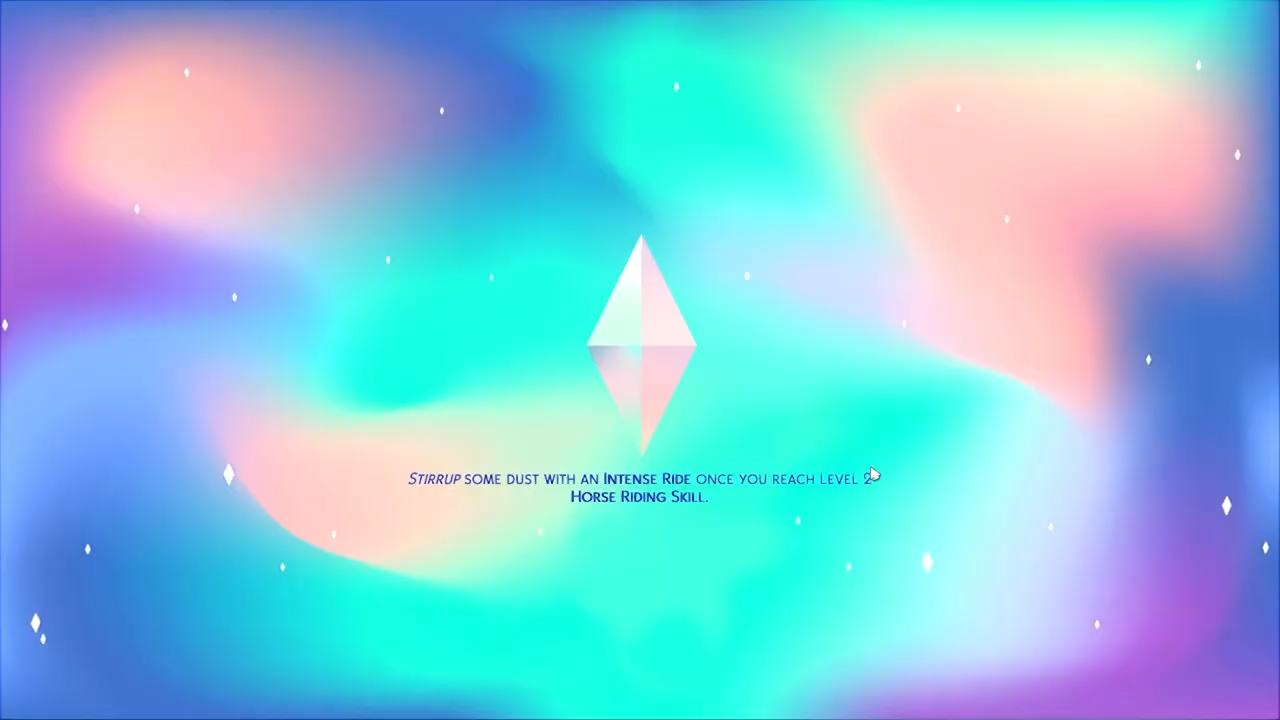 Stirrup some dust with an Intense Ride once you reach Level 2
Horse Riding Skill.